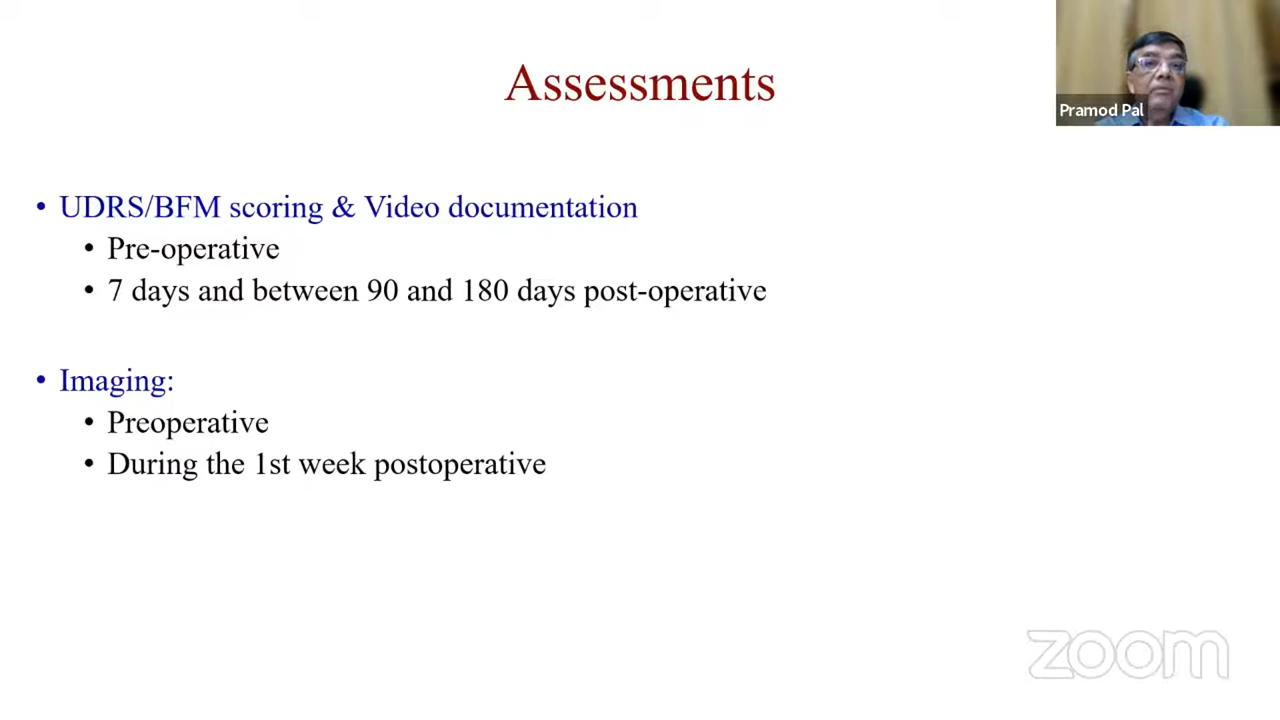 Assessments
Pramod Pal
• UDRS/BFM scoring & Video documentation
• Pre-operative
• 7 days and between 90 and 180 days post-operative
• Imaging:
• Preoperative
• During the 1st week postoperative
zoom